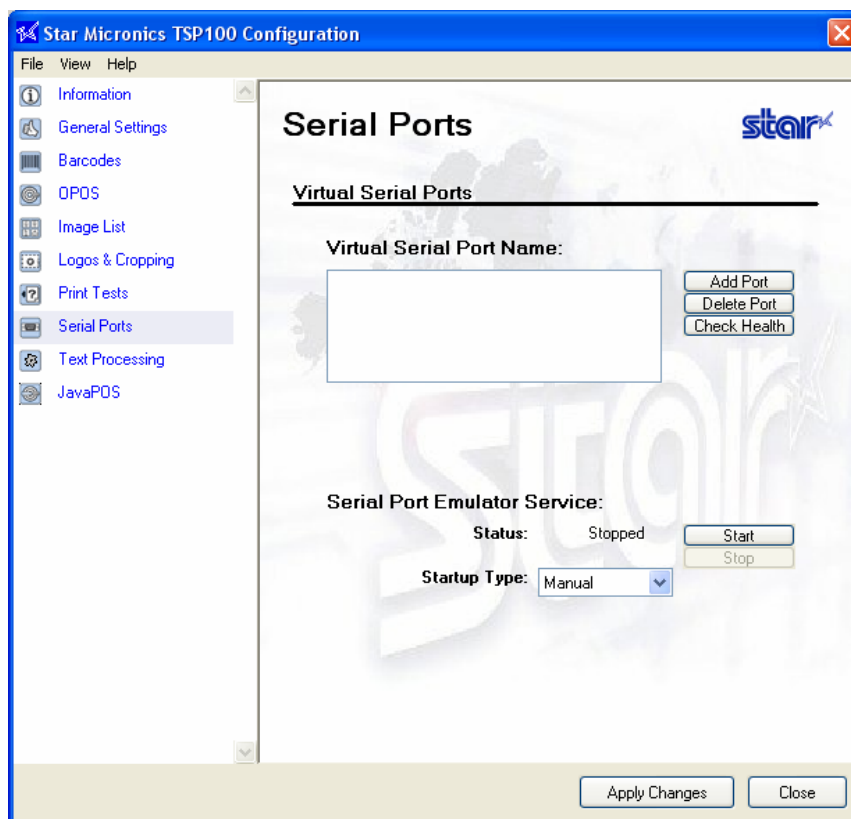 Star Micronics TSP100 Configuration
File View Help
Information
General Settings
Barcodes
OPOS
Image List
Logos & Cropping
Print Tests
Serial Ports
Text Processing
JavaPOS
Serial Ports
star
Virtual Serial Ports
Virtual Serial Port Name:
Add Port
Delete Port
Check Health
Serial Port Emulator Service:
Status: Stopped
Start
Stop
Startup Type: Manual
star
Apply Changes
Close